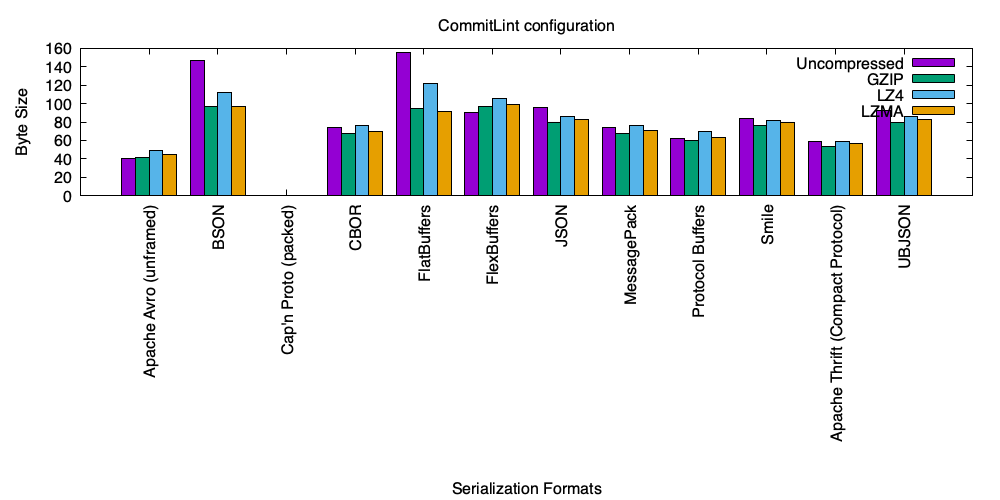 CommitLint configuration
Byte Size
160
140
120
100
80
60
40
20
0
Uncompressed
GZIP
LZ4
LZMA
Apache Avro (unframed)
BSON
Cap'n Proto (packed)
CBOR
FlatBuffers
FlexBuffers
JSON
MessagePack
Protocol Buffers
Smile
Apache Thrift (Compact Protocol)
UBJSON
Serialization Formats